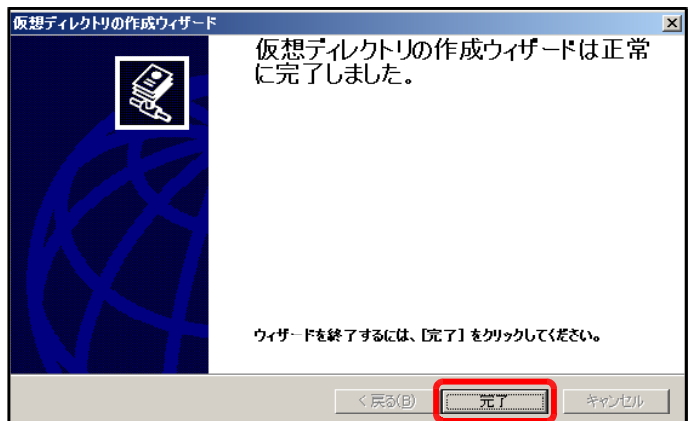 仮想ディレクトリの作成ウィザード
仮想ディレクトリの作成ウィザードは正常
に完了しました。
ウィザードを終了するには、[完了] をクリックしてください。
< 戻る(B)
完了
キャンセル